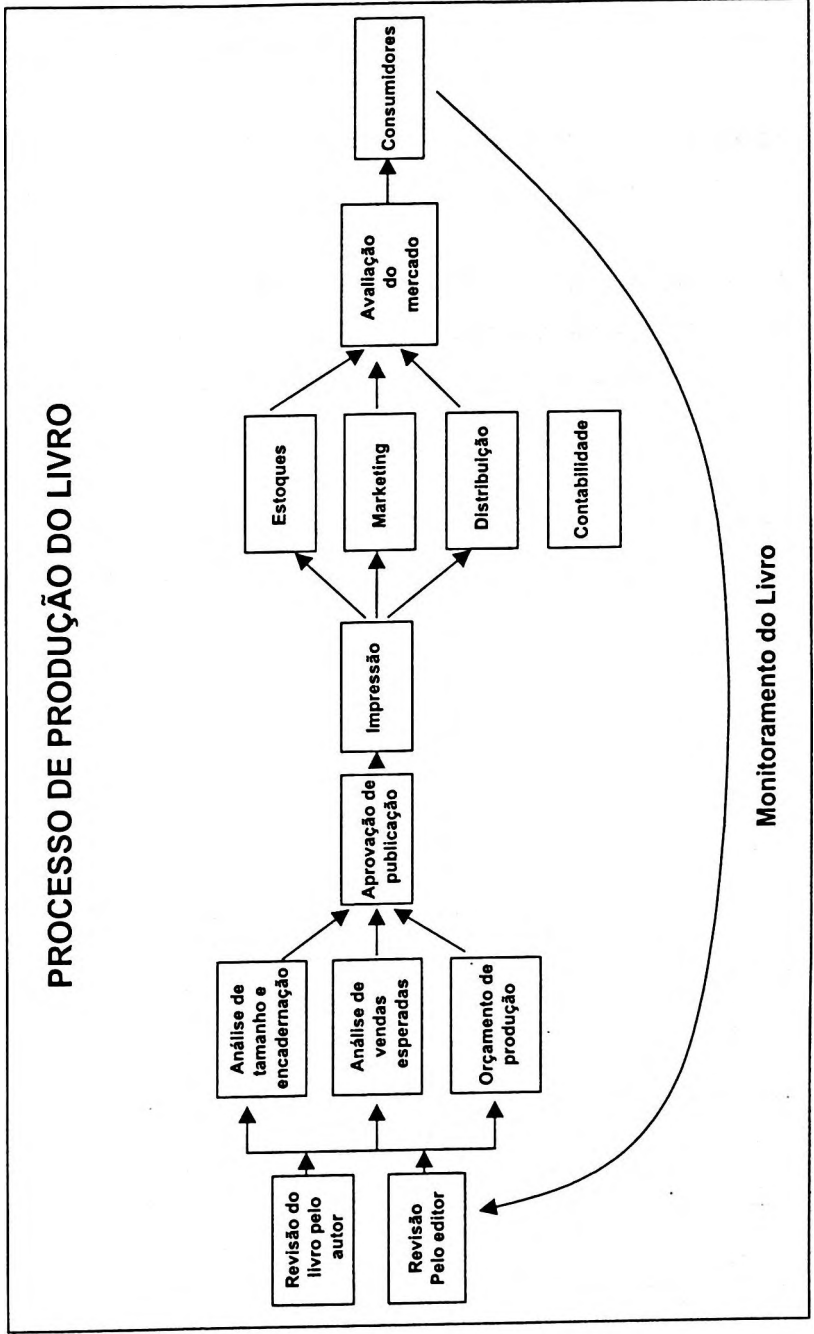 PROCESSO DE PRODUÇÃO DO LIVRO
Revisão do
livro pelo
autor
Revisão
Pelo editor
Análise de
tamanho e
encadernação
Análise de
vendas
esperadas
Orçamento de
produção
Aprovação de
publicação
Impressão
Estoques
Marketing
Distribuição
Contabilidade
Avaliação
do
mercado
Consumidores
Monitoramento do Livro